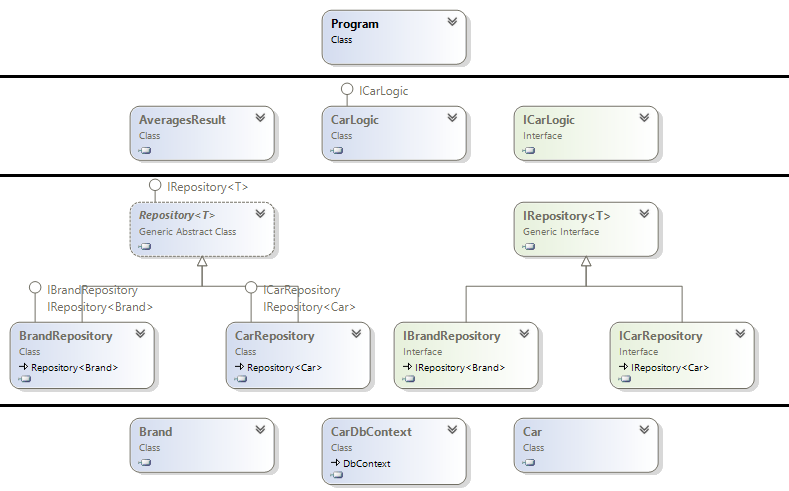 Program
Class
ICarLogic
AveragesResult
Class
CarLogic
Class
ICarLogic
Interface
IRepository<T>
Repository<T>
Generic Abstract Class
IRepository<T>
Generic Interface
IBrandRepository
IRepository<Brand>
ICarRepository
IRepository<Car>
BrandRepository
Class
Repository<Brand>
CarRepository
Class
Repository<Car>
IBrandRepository
Interface
IRepository<Brand>
ICarRepository
Interface
IRepository<Car>
Brand
Class
CarDbContext
Class
DbContext
Car
Class